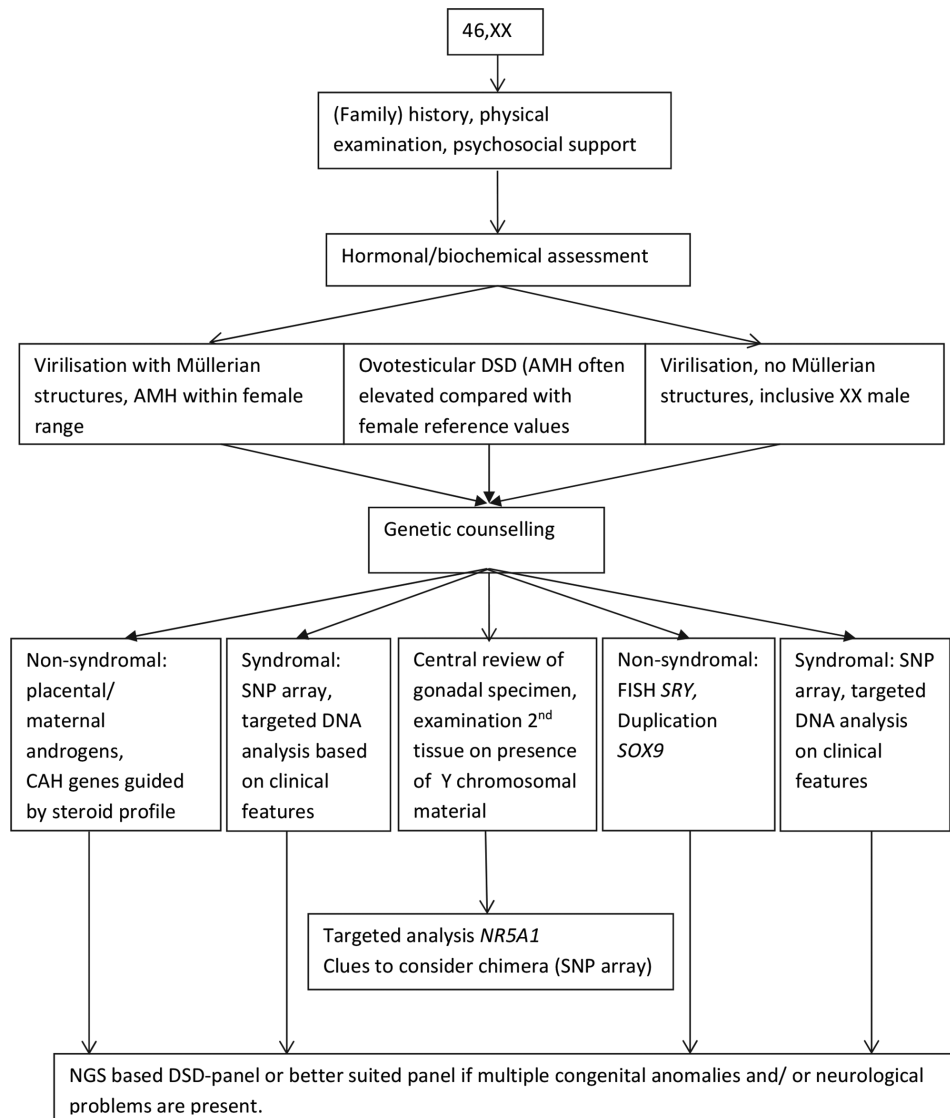 46,XX
(Family) history, physical
examination, psychosocial support
Hormonal/biochemical assessment
Virilisation with Müllerian
structures, AMH within female
range
Ovotesticular DSD (AMH often
elevated compared with
female reference values
Virilisation, no Müllerian
structures, inclusive XX male
Genetic counselling
Non-syndromal:
placental/
maternal
androgens,
CAH genes guided
by steroid profile
Syndromal:
SNP array,
targeted DNA
analysis based
on clinical
features
Central review of
gonadal specimen,
examination 2nd
tissue on presence
of Y chromosomal
material
Non-syndromal:
FISH SRY,
Duplication
SOX9
Syndromal: SNP
array, targeted
DNA analysis
on clinical
features
Targeted analysis NR5A1
Clues to consider chimera (SNP array)
NGS based DSD-panel or better suited panel if multiple congenital anomalies and/ or neurological
problems are present.